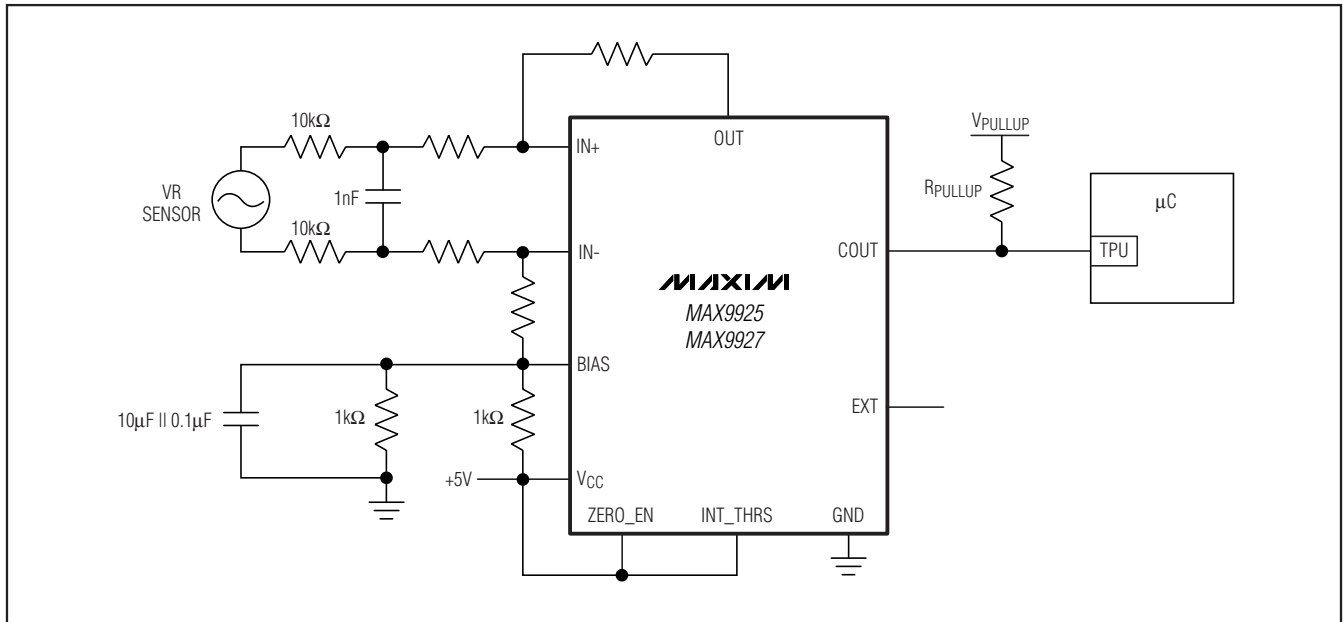 10kΩ
VR
SENSOR
1nF
10kΩ
10μF || 0.1μF
1kΩ
1kΩ
+5V
IN+
OUT
IN-
MAXIM
MAX9925
MAX9927
BIAS
VCC
ZERO_EN
INT_THRS
GND
COUT
EXT
VPULLUP
RPULLUP
μC
TPU